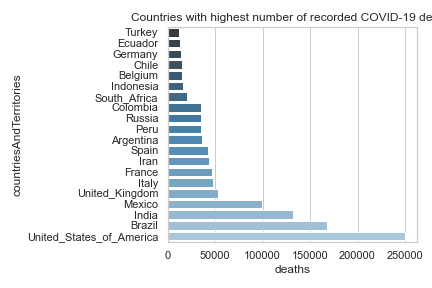 Countries with highest number of recorded COVID-19 de
Turkey
Ecuador
Germany
Chile
Belgium
Indonesia
South_Africa
Colombia
Russia
Peru
Argentina
Spain
Iran
France
Italy
United_Kingdom
Mexico
India
Brazil
United_States_of_America
countriesAndTerritories
0 50000 100000 150000 200000 250000
deaths